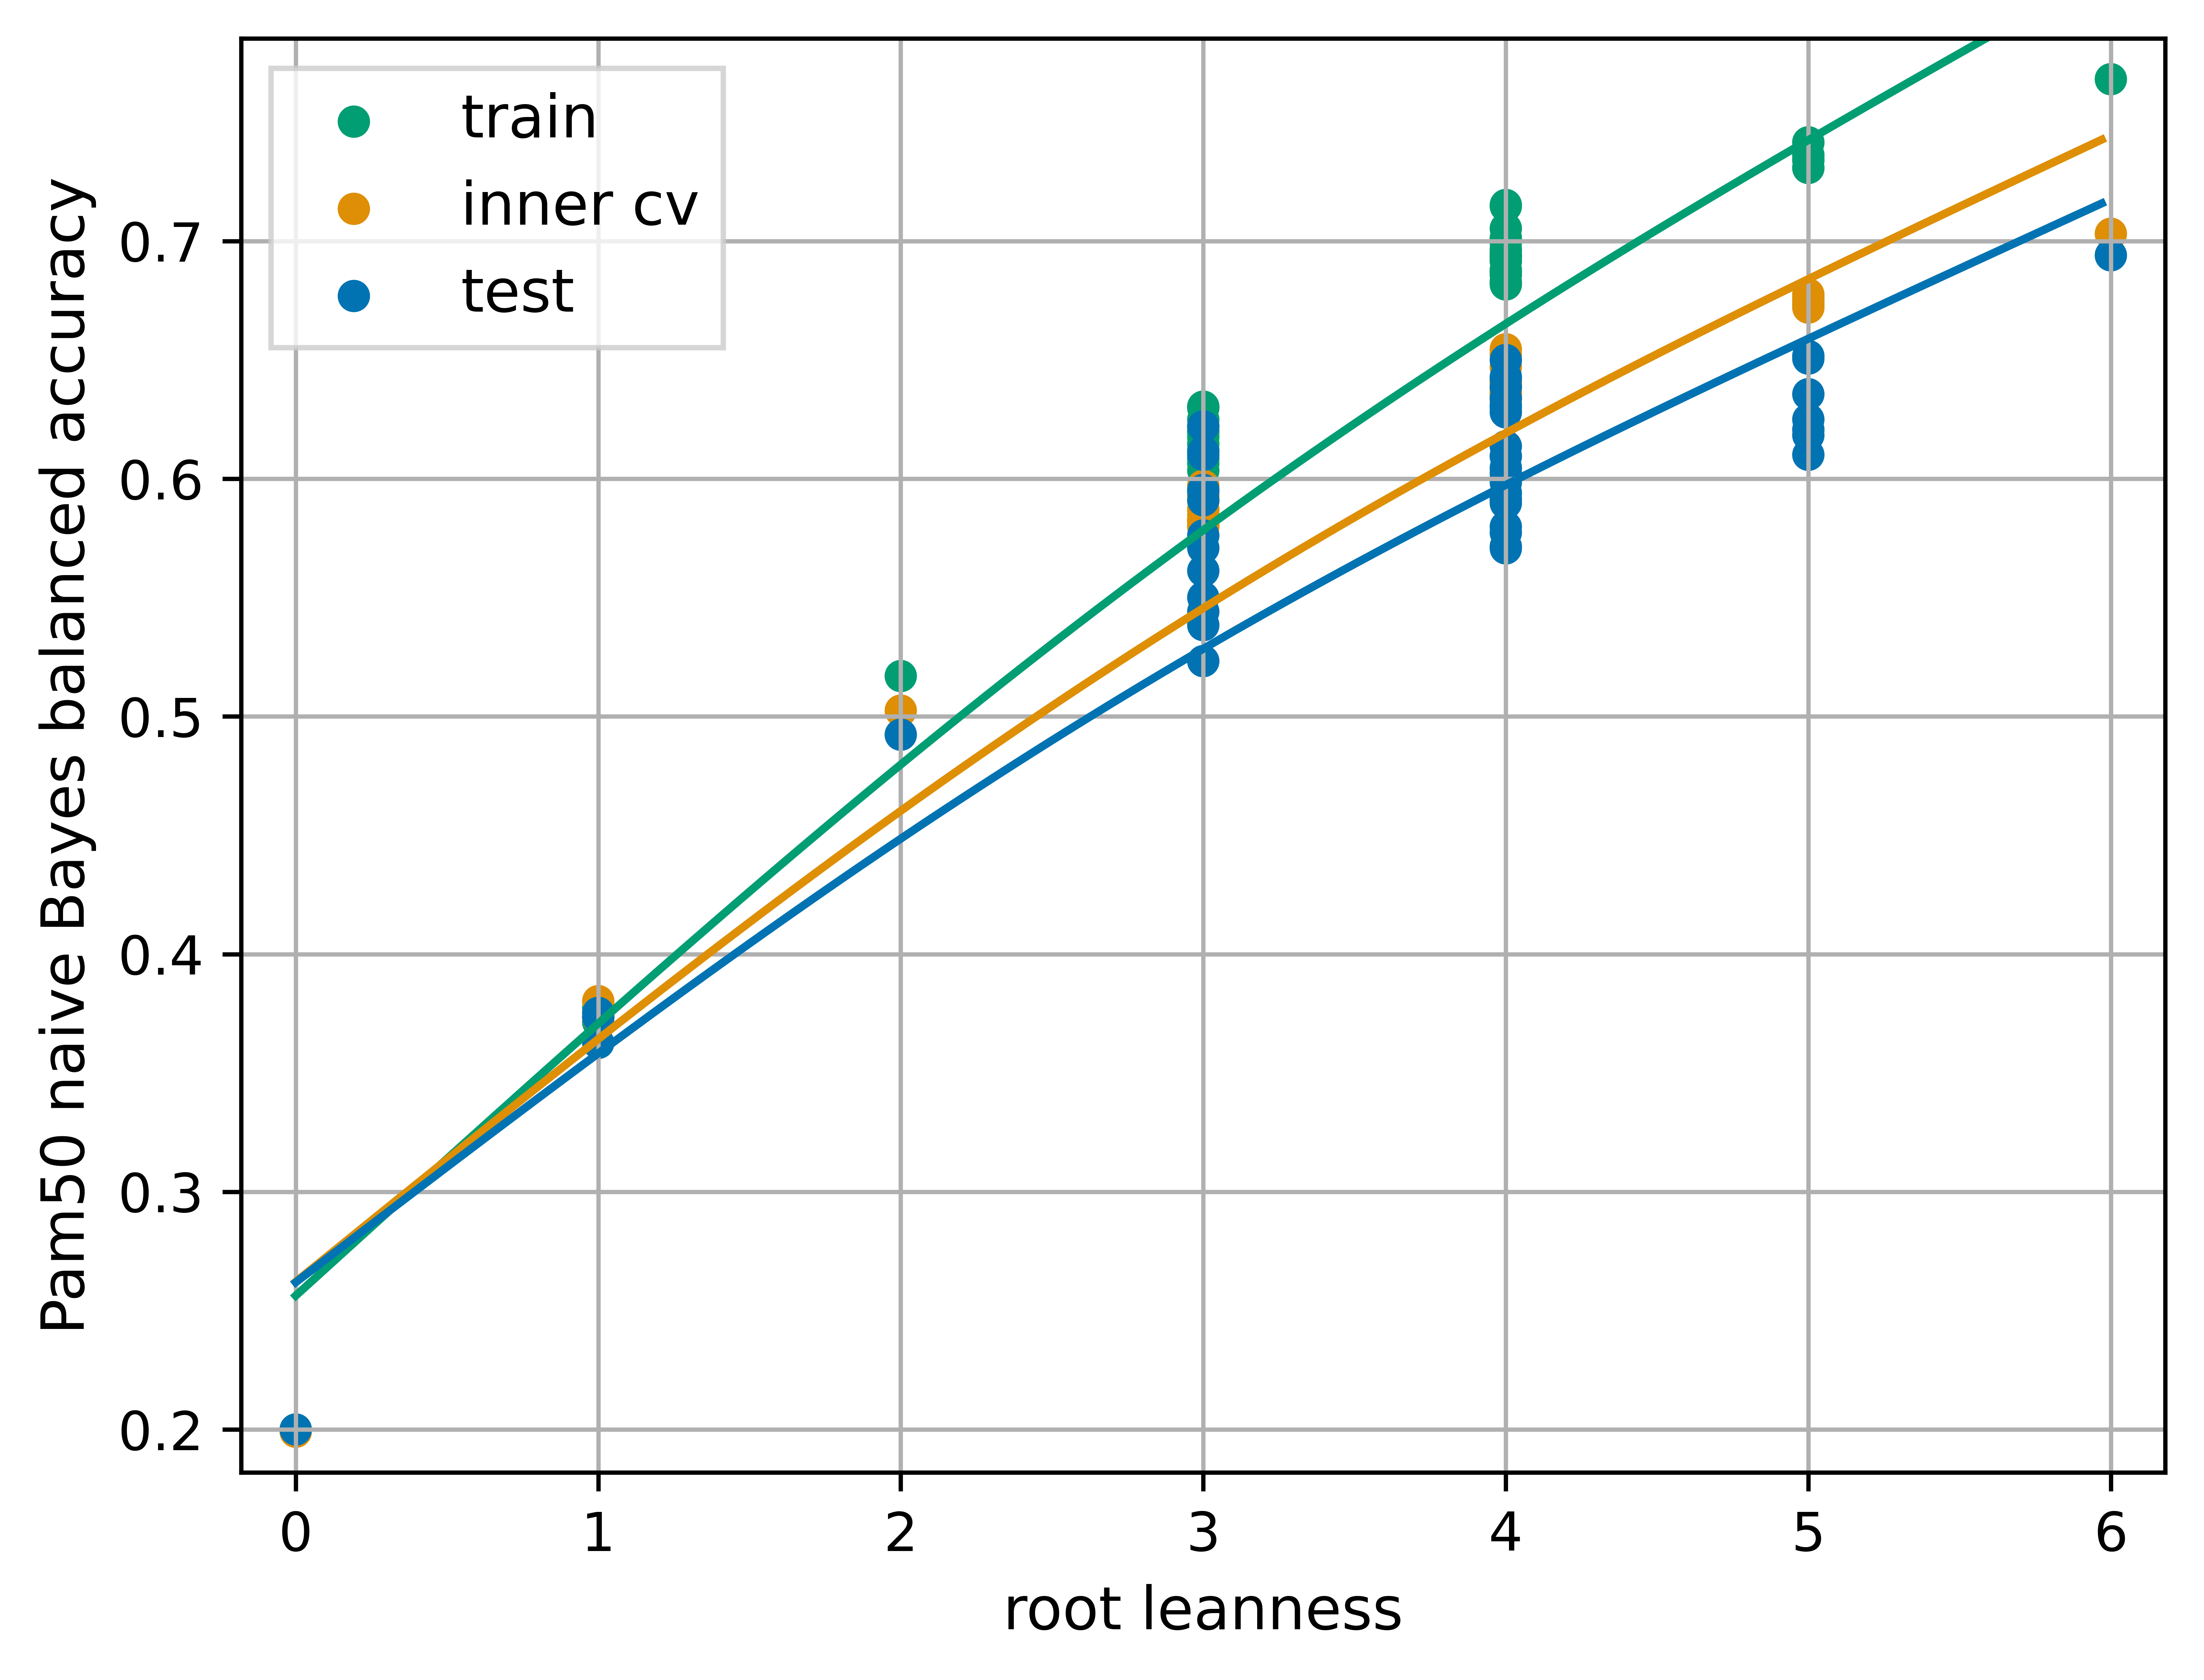 train
inner cv
test
Pam50 naive Bayes balanced accuracy
0.7
0.6
0.5
0.4
0.3
0.2
0 1 2 3 4 5 6
root leanness